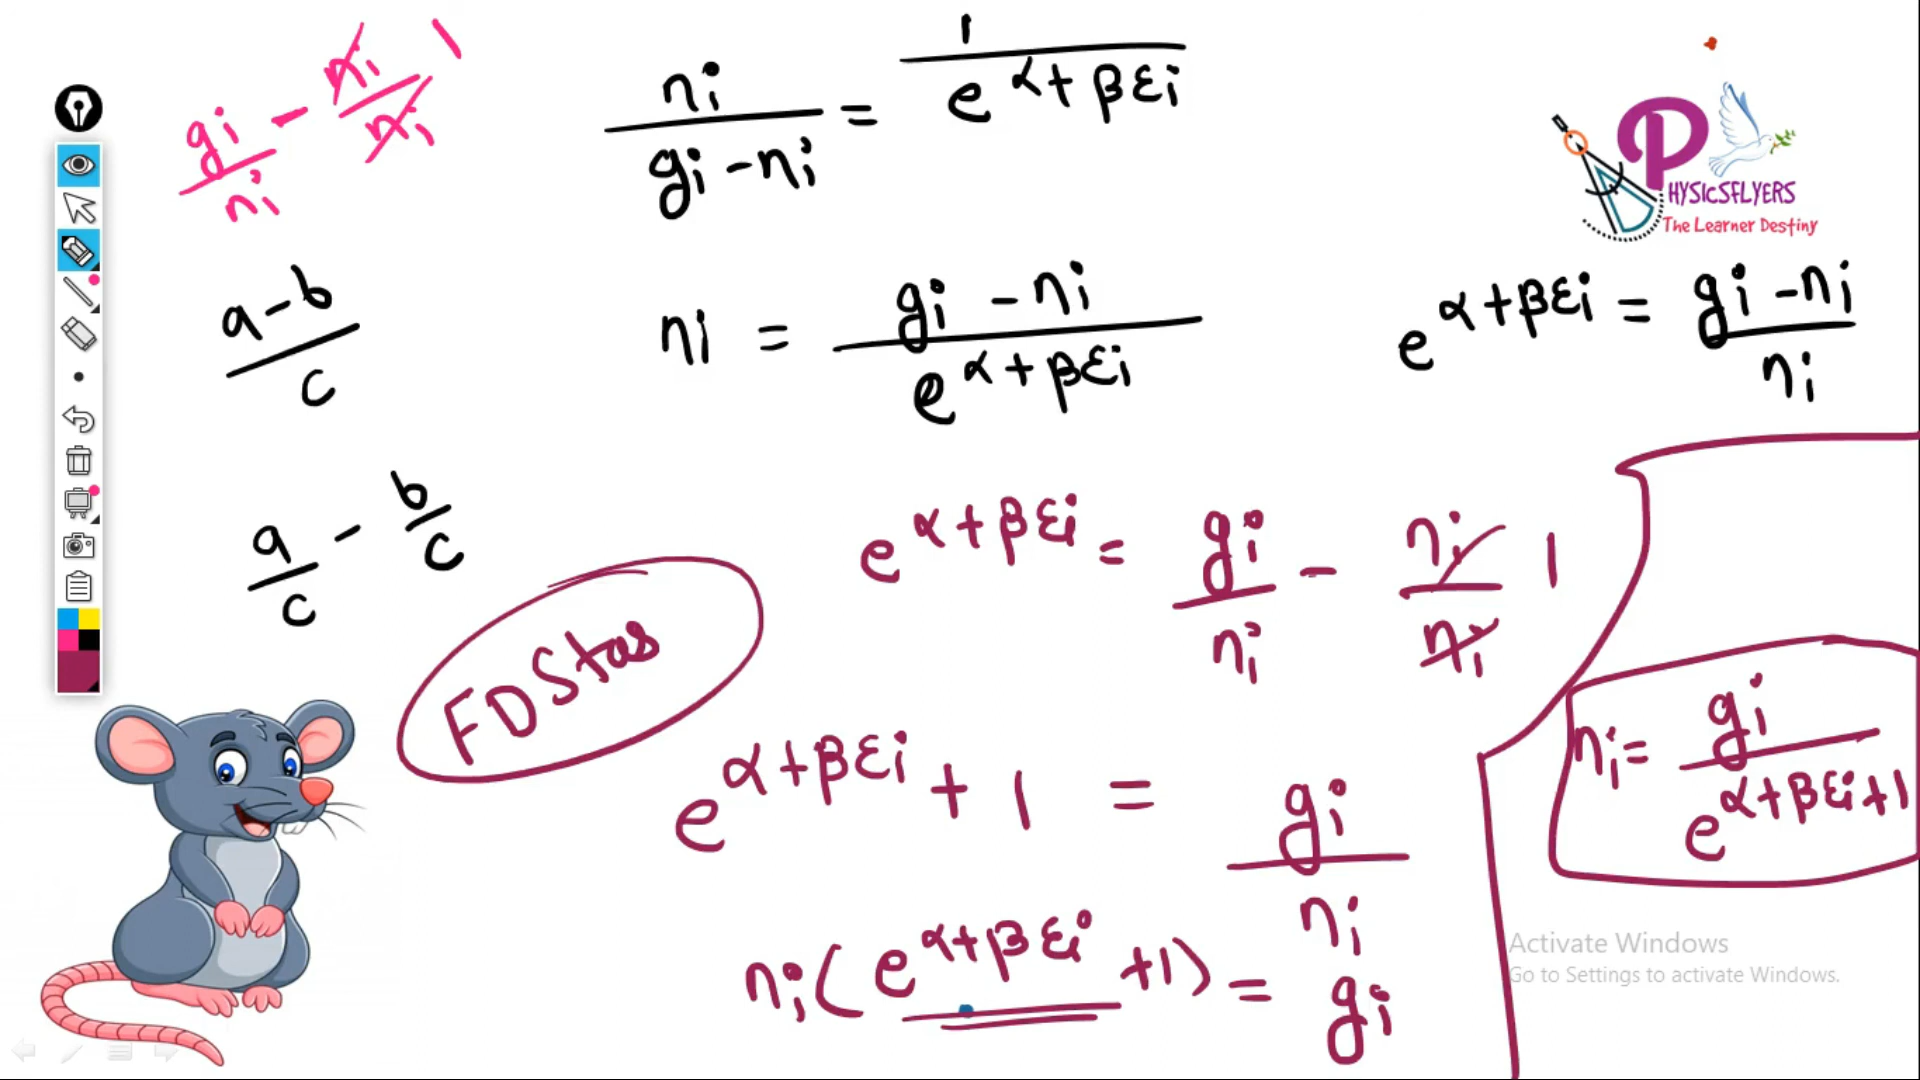 gi/ni - ni/ni 1
ni/(gi - ni) = 1/e^(α + βεi)
PHYSICSFLYERS
The Learner Destiny
a - b/c
ni = (gi - ni)/e^(α + βεi)
e^(α + βεi) = (gi - ni)/ni
a/c - b/c
e^(α + βεi) = gi/ni - ni/ni 1
FD Stas
e^(α + βεi) + 1 = gi/ni
ni = gi/e^(α + βεi + 1)
ni(e^(α + βεi) + 1) = gi
Activate Windows
Go to Settings to activate Windows.